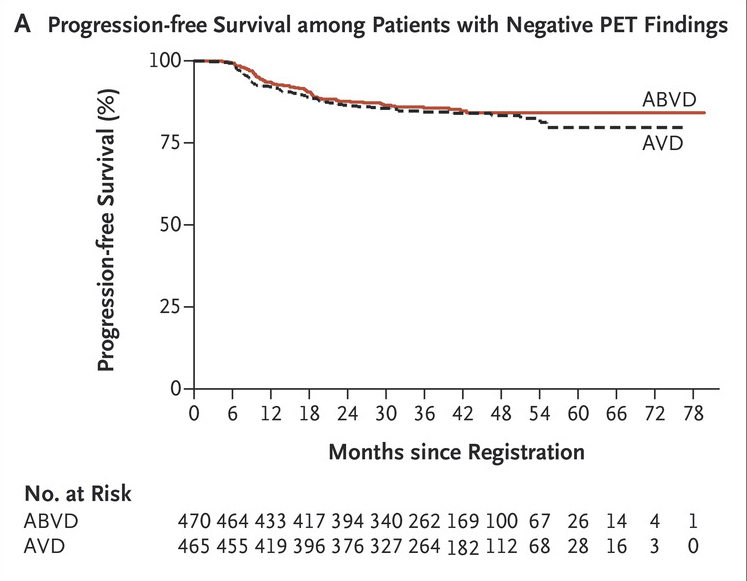 A Progression-free Survival among Patients with Negative PET Findings
Progression-free Survival (%)
100
75
50
25
0
ABVD
AVD
0 6 12 18 24 30 36 42 48 54 60 66 72 78
Months since Registration
No. at Risk
ABVD 470 464 433 417 394 340 262 169 100 67 26 14 4 1
AVD 465 455 419 396 376 327 264 182 112 68 28 16 3 0